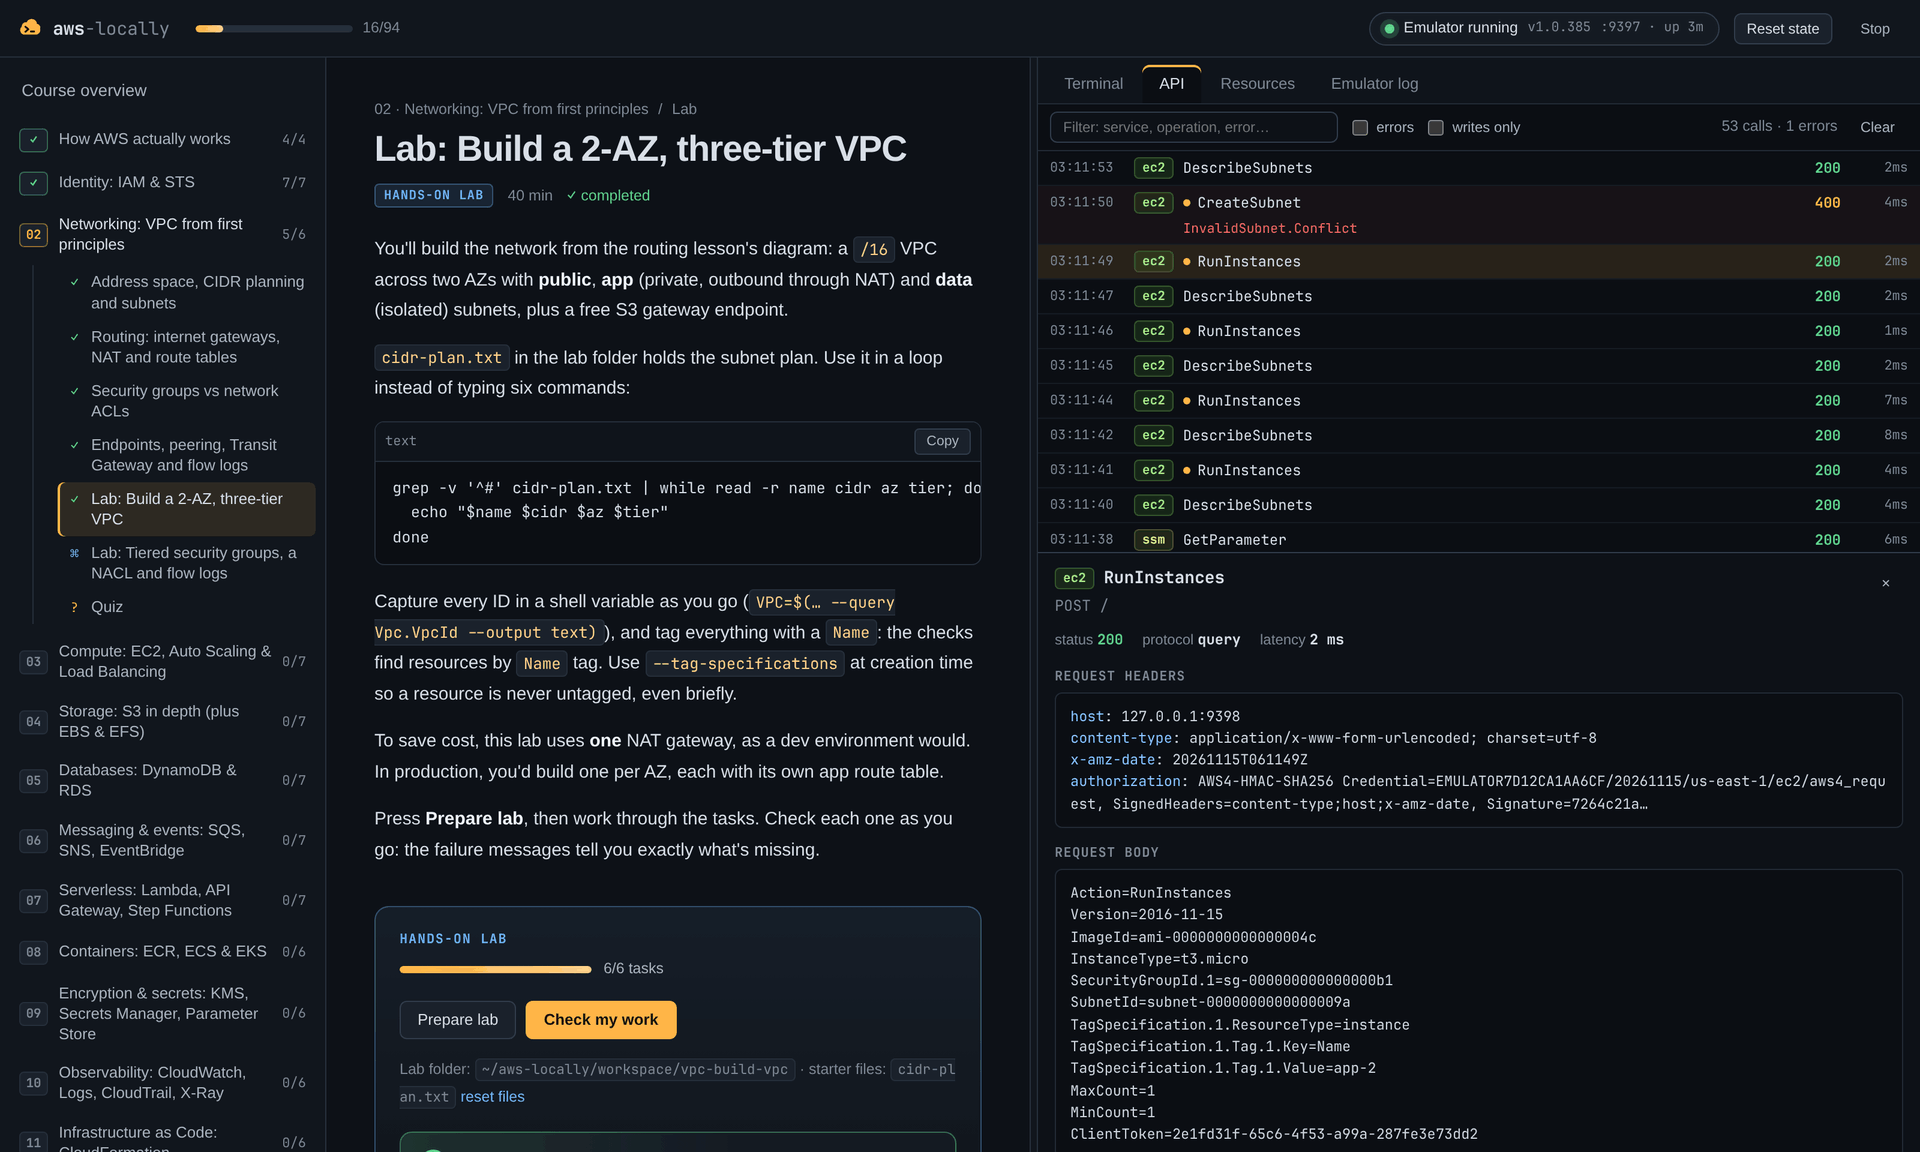 aws-locally
16/94
Emulator running v1.0.385 :9397 · up 3m
Reset state
Stop
Course overview
How AWS actually works 4/4
Identity: IAM & STS 7/7
02 Networking: VPC from first principles 5/6
Address space, CIDR planning
and subnets
Routing: internet gateways,
NAT and route tables
Security groups vs network
ACLs
Endpoints, peering, Transit
Gateway and flow logs
Lab: Build a 2-AZ, three-tier
VPC
Lab: Tiered security groups, a
NACL and flow logs
? Quiz
03 Compute: EC2, Auto Scaling & 0/7
Load Balancing
04 Storage: S3 in depth (plus 0/7
EBS & EFS)
05 Databases: DynamoDB & 0/7
RDS
06 Messaging & events: SQS, 0/7
SNS, EventBridge
07 Serverless: Lambda, API 0/7
Gateway, Step Functions
08 Containers: ECR, ECS & EKS 0/6
09 Encryption & secrets: KMS, 0/6
Secrets Manager, Parameter
Store
10 Observability: CloudWatch, 0/6
Logs, CloudTrail, X-Ray
11 Infrastructure as Code: 0/6
CloudFormation
02 · Networking: VPC from first principles / Lab
Lab: Build a 2-AZ, three-tier VPC
HANDS-ON LAB 40 min ✓ completed
You'll build the network from the routing lesson's diagram: a /16 VPC
across two AZs with public, app (private, outbound through NAT) and data
(isolated) subnets, plus a free S3 gateway endpoint.
cidr-plan.txt in the lab folder holds the subnet plan. Use it in a loop
instead of typing six commands:
text
Copy
grep -v '^#' cidr-plan.txt | while read -r name cidr az tier; do
echo "$name $cidr $az $tier"
done
Capture every ID in a shell variable as you go (VPC=$(… --query
Vpc.VpcId --output text)), and tag everything with a Name: the checks
find resources by Name tag. Use --tag-specifications at creation time
so a resource is never untagged, even briefly.
To save cost, this lab uses one NAT gateway, as a dev environment would.
In production, you'd build one per AZ, each with its own app route table.
Press Prepare lab, then work through the tasks. Check each one as you
go: the failure messages tell you exactly what's missing.
HANDS-ON LAB
6/6 tasks
Prepare lab
Check my work
Lab folder: ~/aws-locally/workspace/vpc-build-vpc · starter files: cidr-pl
an.txt reset files
Terminal
API
Resources
Emulator log
Filter: service, operation, error…
errors
writes only
53 calls · 1 errors
Clear
03:11:53 ec2 DescribeSubnets 200 2ms
03:11:50 ec2 CreateSubnet 400 4ms
InvalidSubnet.Conflict
03:11:49 ec2 RunInstances 200 2ms
03:11:47 ec2 DescribeSubnets 200 2ms
03:11:46 ec2 RunInstances 200 1ms
03:11:45 ec2 DescribeSubnets 200 2ms
03:11:44 ec2 RunInstances 200 7ms
03:11:42 ec2 DescribeSubnets 200 8ms
03:11:41 ec2 RunInstances 200 4ms
03:11:40 ec2 DescribeSubnets 200 4ms
03:11:38 ssm GetParameter 200 6ms
ec2 RunInstances
×
POST /
status 200 protocol query latency 2 ms
REQUEST HEADERS
host: 127.0.0.1:9398
content-type: application/x-www-form-urlencoded; charset=utf-8
x-amz-date: 20261115T061149Z
authorization: AWS4-HMAC-SHA256 Credential=EMULATOR7D12CA1AA6CF/20261115/us-east-1/ec2/aws4_requ
est, SignedHeaders=content-type;host;x-amz-date, Signature=7264c21a…
REQUEST BODY
Action=RunInstances
Version=2016-11-15
ImageId=ami-0000000000000004c
InstanceType=t3.micro
SecurityGroupId.1=sg-000000000000000b1
SubnetId=subnet-0000000000000009a
TagSpecification.1.ResourceType=instance
TagSpecification.1.Tag.1.Key=Name
TagSpecification.1.Tag.1.Value=app-2
MaxCount=1
MinCount=1
ClientToken=2e1fd31f-65c6-4f53-a99a-287fe3e73dd2